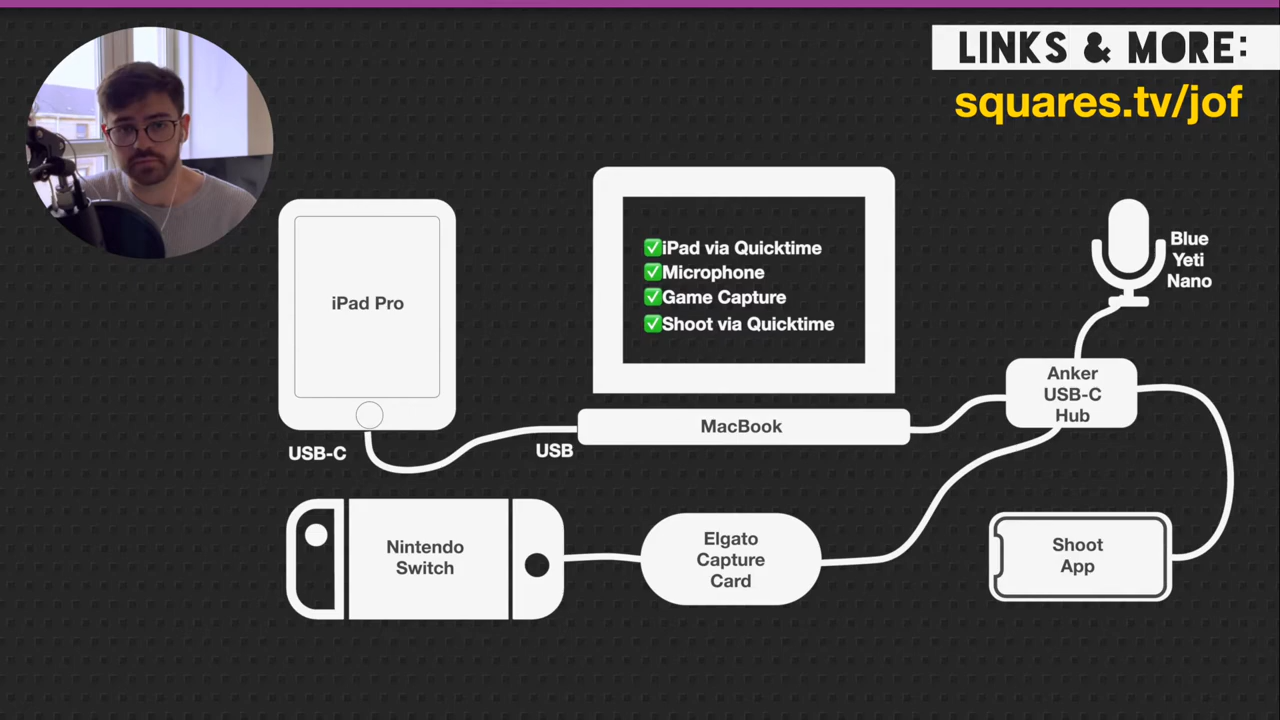 LINKS & MORE:
squares.tv/jof
✅iPad via Quicktime
✅Microphone
✅Game Capture
✅Shoot via Quicktime
iPad Pro
MacBook
USB-C
USB
Blue
Yeti
Nano
Anker
USB-C
Hub
Nintendo
Switch
Elgato
Capture
Card
Shoot
App